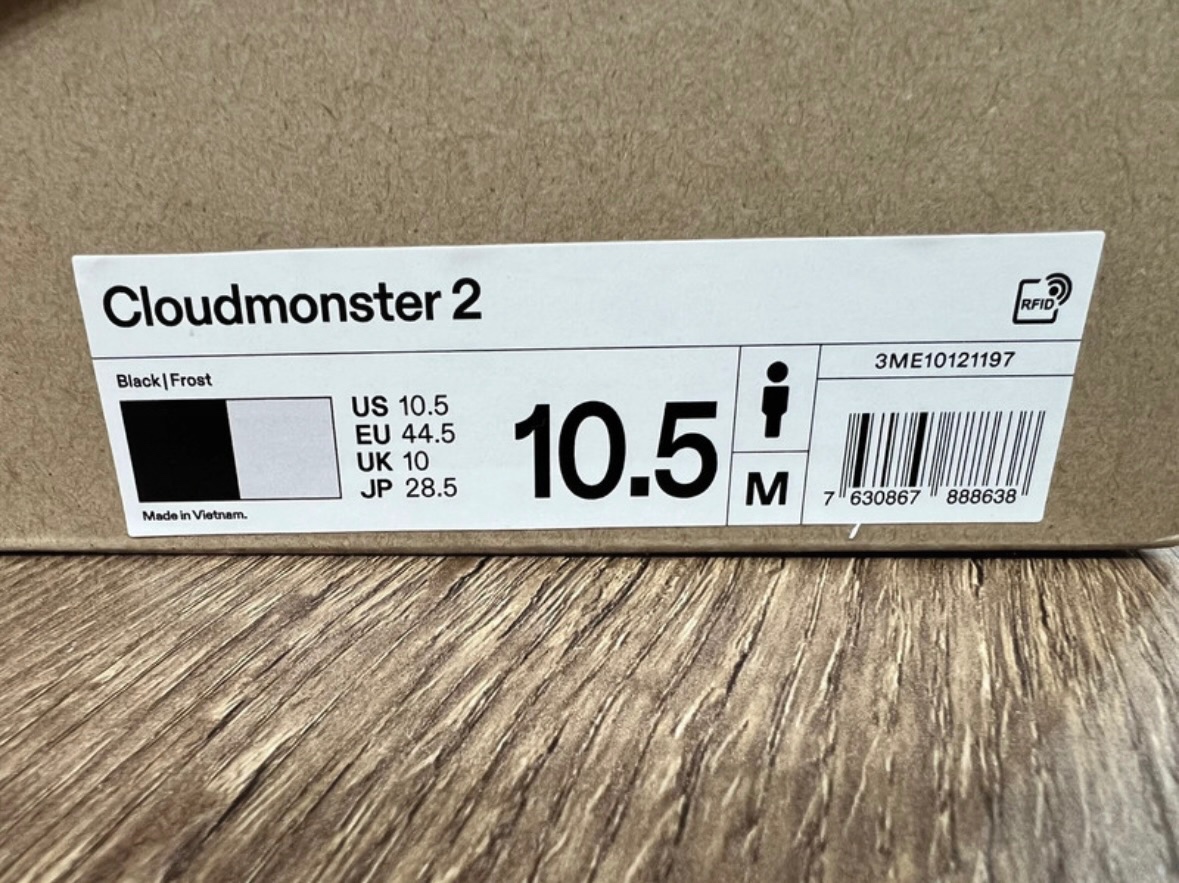 Cloudmonster 2
RFID
Black|Frost
US 10.5
EU 44.5
UK 10
JP 28.5
Made in Vietnam.
10.5
M
3ME10121197
7 630867 888638